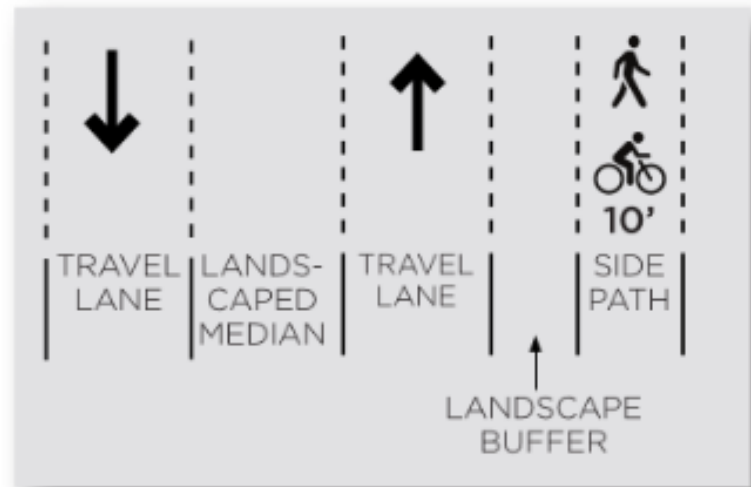 10’
TRAVEL
LANE
LANDS-
CAPED
MEDIAN
TRAVEL
LANE
SIDE
PATH
LANDSCAPE
BUFFER